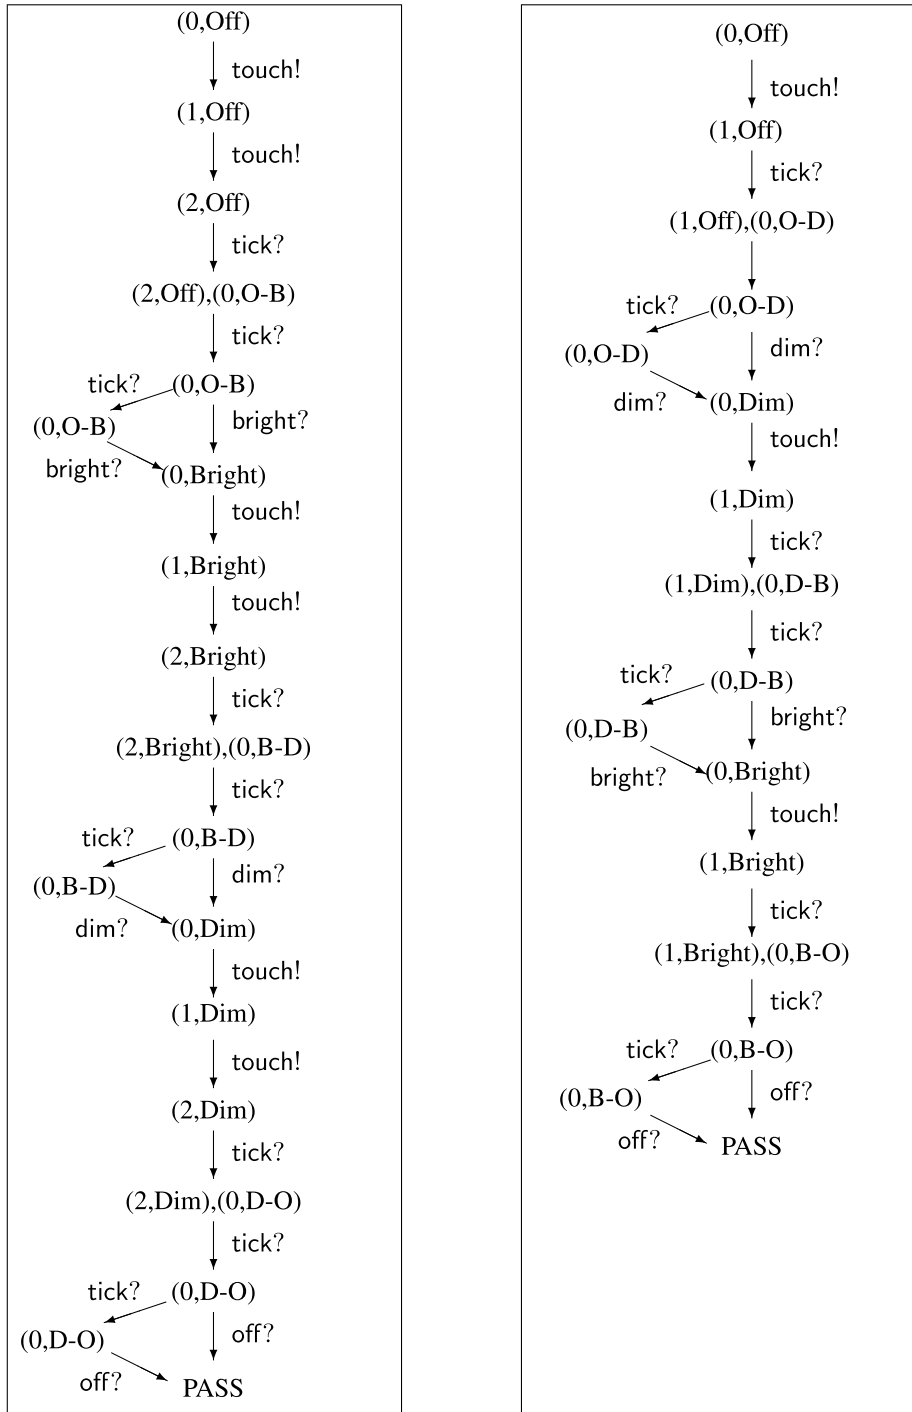 (0,Off)
touch!
(1,Off)
touch!
(2,Off)
tick?
(2,Off),(0,O-B)
tick?
tick? (0,O-B)
(0,O-B) bright?
bright? (0,Bright)
touch!
(1,Bright)
touch!
(2,Bright)
tick?
(2,Bright),(0,B-D)
tick?
tick? (0,B-D)
(0,B-D) dim?
dim? (0,Dim)
touch!
(1,Dim)
touch!
(2,Dim)
tick?
(2,Dim),(0,D-O)
tick?
tick? (0,D-O)
(0,D-O) off?
off? PASS
(0,Off)
touch!
(1,Off)
tick?
(1,Off),(0,O-D)
tick? (0,O-D)
(0,O-D) dim?
dim? (0,Dim)
touch!
(1,Dim)
tick?
(1,Dim),(0,D-B)
tick?
tick? (0,D-B)
(0,D-B) bright?
bright? (0,Bright)
touch!
(1,Bright)
tick?
(1,Bright),(0,B-O)
tick?
tick? (0,B-O)
(0,B-O) off?
off? PASS